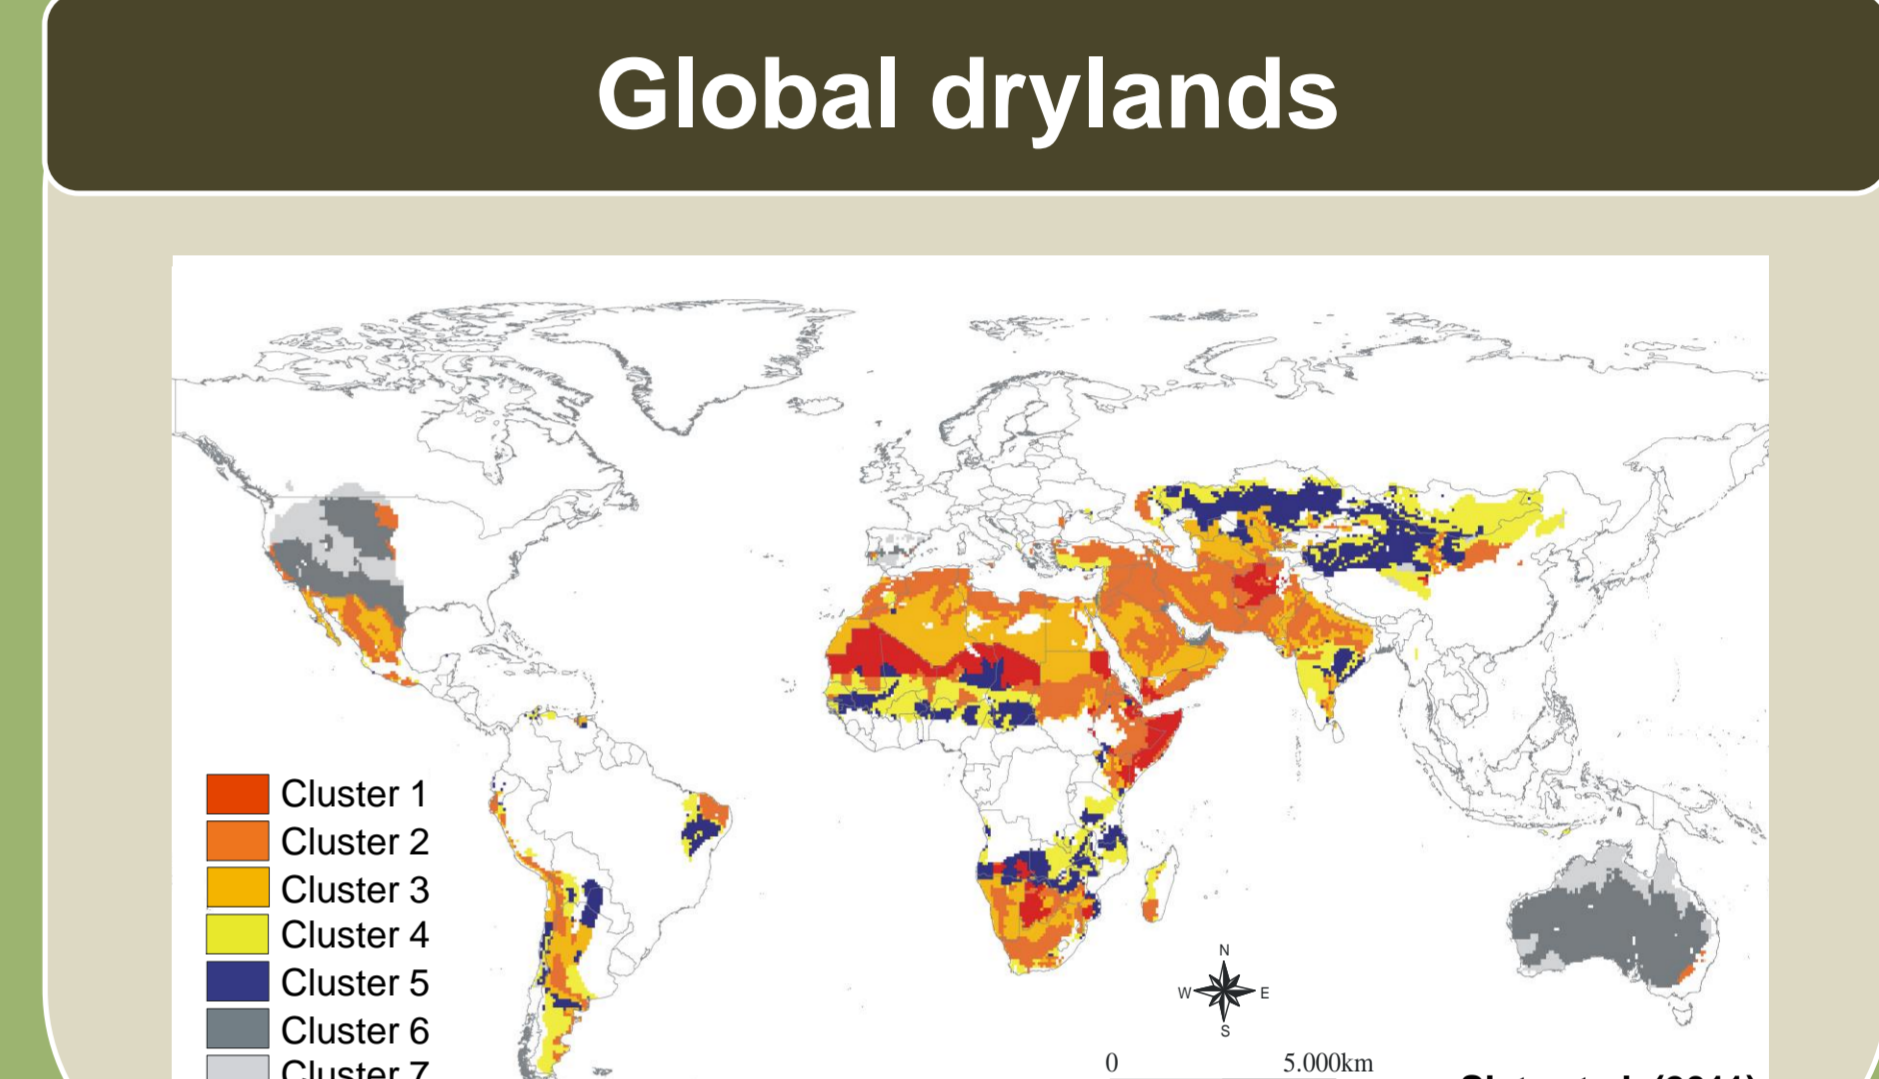 Global drylands
Cluster 1
Cluster 2
Cluster 3
Cluster 4
Cluster 5
Cluster 6
Cluster 7
N
W E
S
0 5.000km